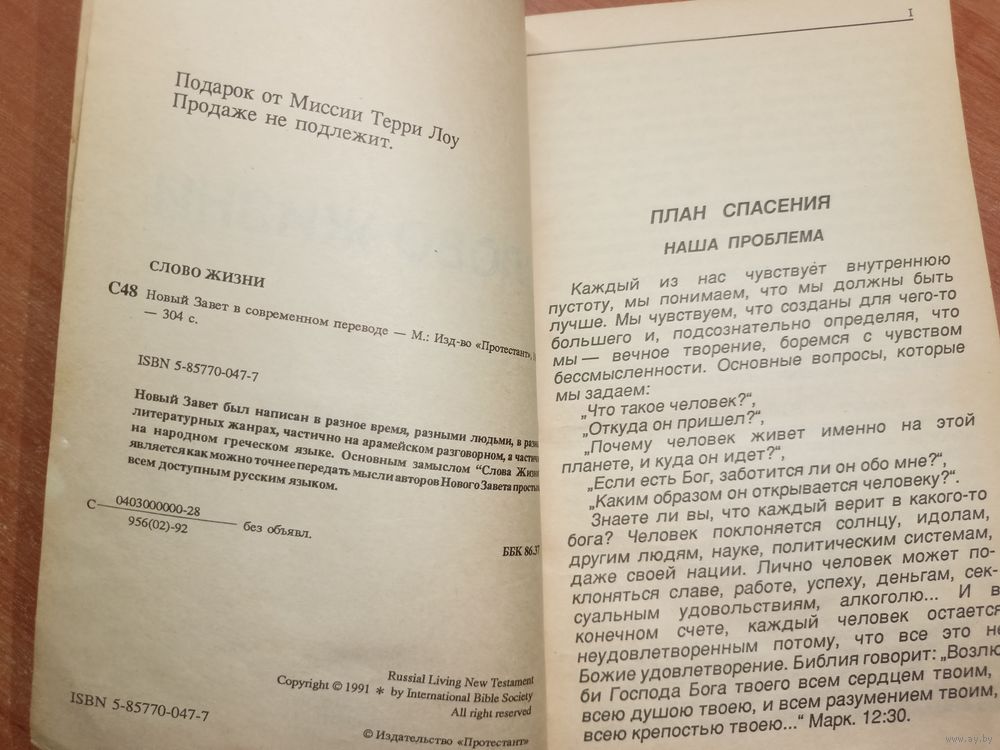 Подарок от Миссии Терри Лоу
Продаже не подлежит.
СЛОВО ЖИЗНИ
С48 Новый Завет в современном переводе — М.: Изд-во «Протестант»,
— 304 с.
ISBN 5-85770-047-7
Новый Завет был написан в разное время, разными людьми, в
литературных жанрах, частично на арамейском разговорном, а
на народном греческом языке. Основным замыслом "Слова
является как можно точнее передать мысли авторов Нового Завета
всем доступным русским языком.
С 0403000000-28
956(02)-92
без объявл.
ББК 86.37
Russial Living New Testament
Copyright © 1991 * by International Bible Society
All right reserved
© Издательство «Протестант»
ISBN 5-85770-047-7
I
ПЛАН СПАСЕНИЯ
НАША ПРОБЛЕМА
Каждый из нас чувствует внутреннюю
пустоту, мы понимаем, что мы должны быть
лучше. Мы чувствуем, что созданы для чего-то
большего и, подсознательно определяя, что
мы — вечное творение, боремся с чувством
бессмысленности. Основные вопросы, которые
мы задаем:
„Что такое человек?“,
„Откуда он пришел?“,
„Почему человек живет именно на этой
планете, и куда он идет?“,
„Если есть Бог, заботится ли он обо мне?“,
„Каким образом он открывается человеку?“.
Знаете ли вы, что каждый верит в какого-то
бога? Человек поклоняется солнцу, идолам,
другим людям, науке, политическим системам,
даже своей нации. Лично человек может по-
клоняться славе, работе, успеху, деньгам, сек-
суальным удовольствиям, алкоголю... И в
конечном счете, каждый человек остается
неудовлетворенным потому, что все это не
Божие удовлетворение. Библия говорит: „Возлю-
би Господа Бога твоего всем сердцем твоим,
всею душою твоею, и всем разумением твоим,
всею крепостью твоею...“ Марк. 12:30.
www.ay.by